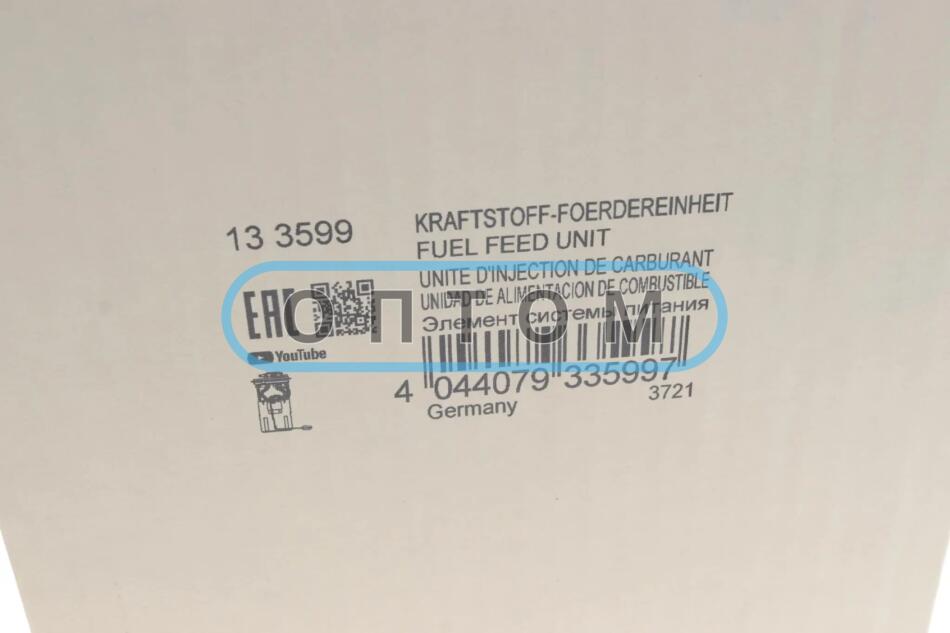 13 3599
KRAFTSTOFF-FOERDEREINHEIT
FUEL FEED UNIT
UNITE D'INJECTION DE CARBURANT
UNIDAD DE ALIMENTACION DE COMBUSTIBLE
Элемент системы питания
EAC
YouTube
4 044079 335997
Germany
3721
ОПТОМ